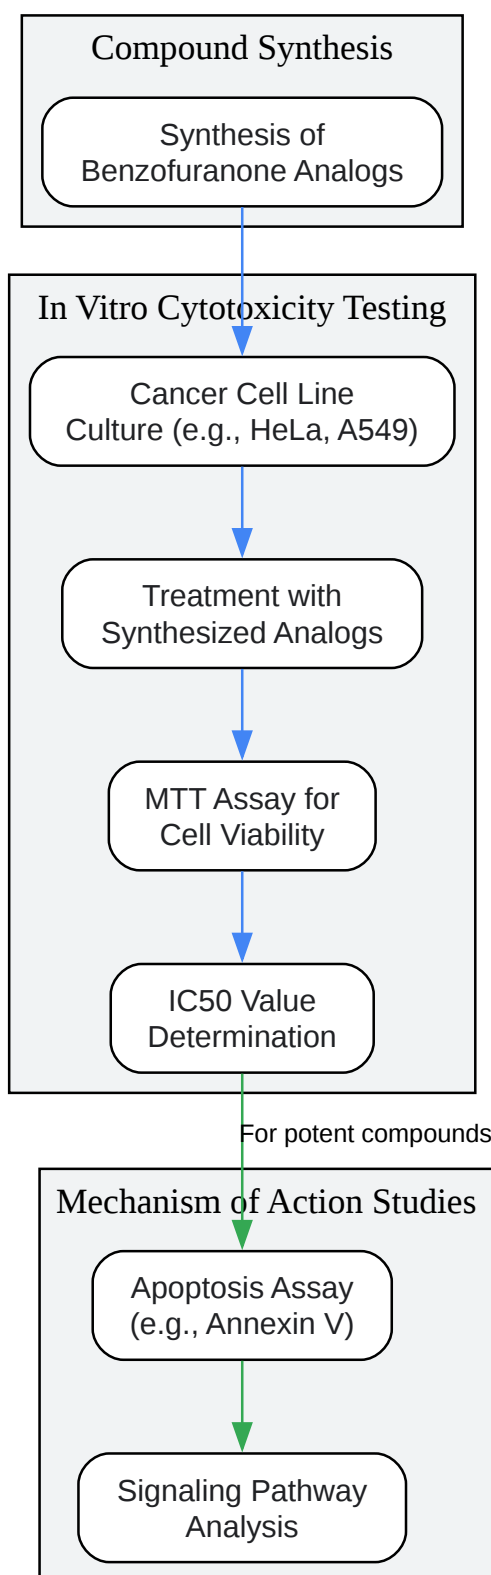 Compound Synthesis
Synthesis of
Benzofuranone Analogs
In Vitro Cytotoxicity Testing
Cancer Cell Line
Culture (e.g., HeLa, A549)
Treatment with
Synthesized Analogs
MTT Assay for
Cell Viability
IC50 Value
Determination
For potent compounds
Mechanism of Action Studies
Apoptosis Assay
(e.g., Annexin V)
Signaling Pathway
Analysis